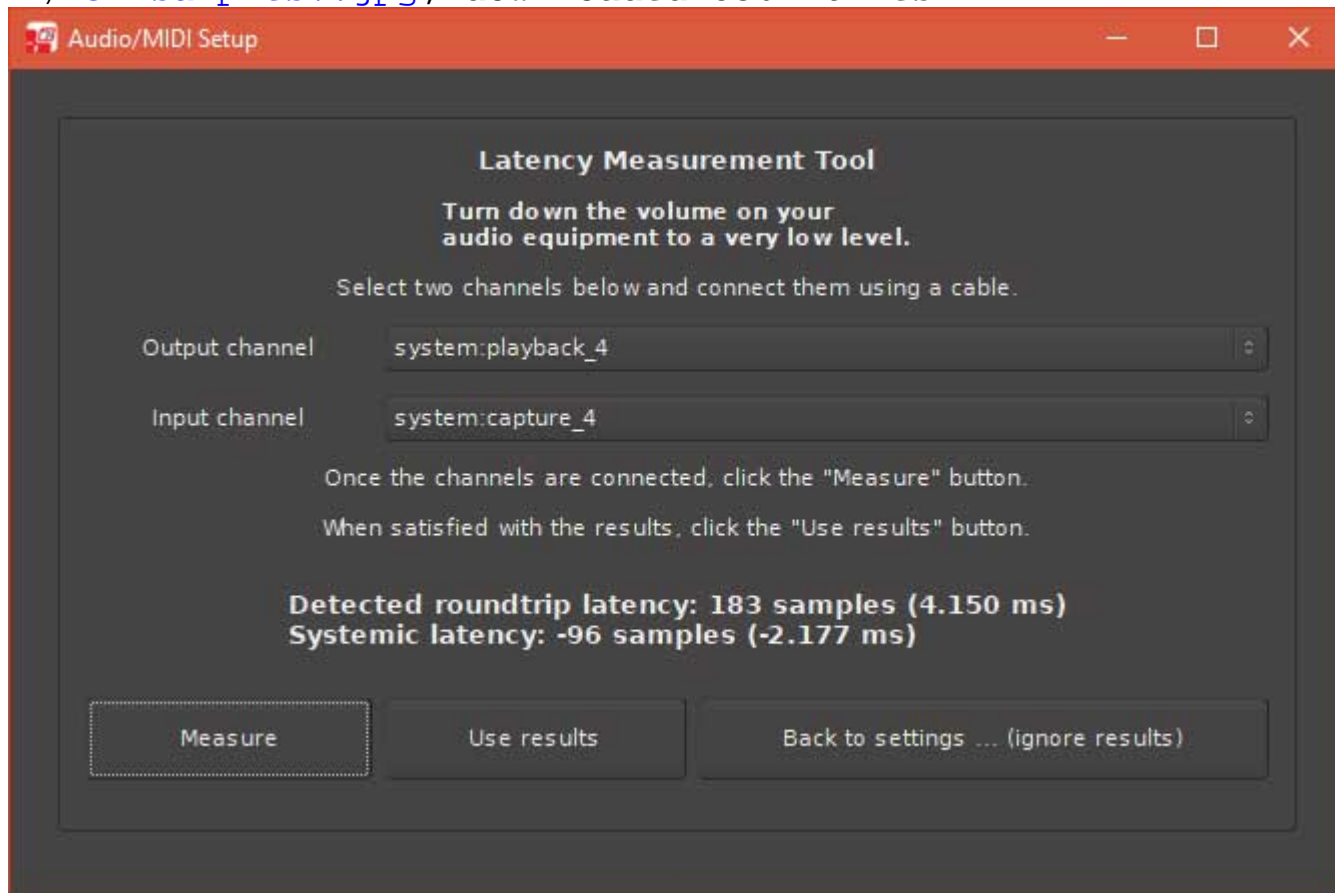 Audio/MIDI Setup
Latency Measurement Tool
Turn down the volume on your
audio equipment to a very low level.
Select two channels below and connect them using a cable.
Output channel system:playback_4
Input channel system:capture_4
Once the channels are connected, click the "Measure" button.
When satisfied with the results, click the "Use results" button.
Detected roundtrip latency: 183 samples (4.150 ms)
Systemic latency: -96 samples (-2.177 ms)
Measure Use results Back to settings ... (ignore results)